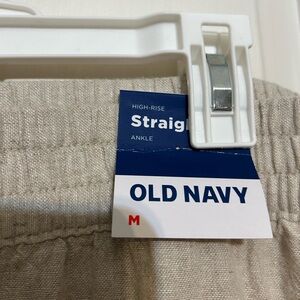 HIGH-RISE
Straig
ANKLE
OLD NAVY
M